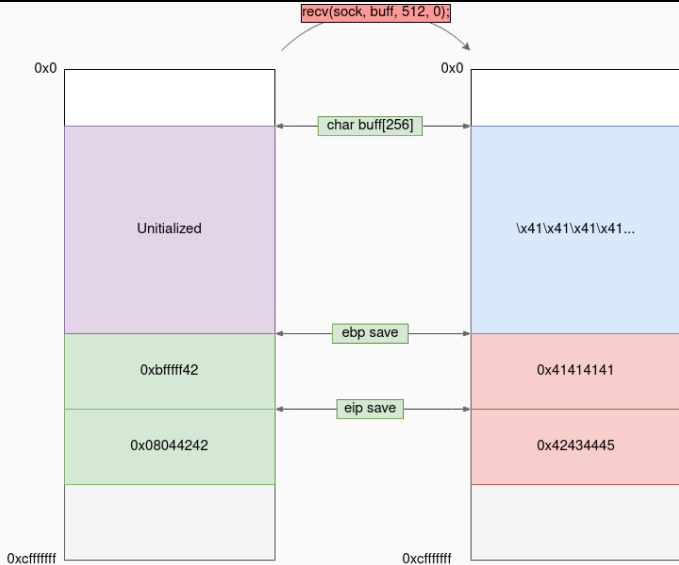 recv(sock, buff, 512, 0);
0x0
0x0
char buff[256]
Unitialized
\x41\x41\x41\x41...
ebp save
0xbfffff42
0x41414141
eip save
0x08044242
0x42434445
0xcfffffff
0xcfffffff